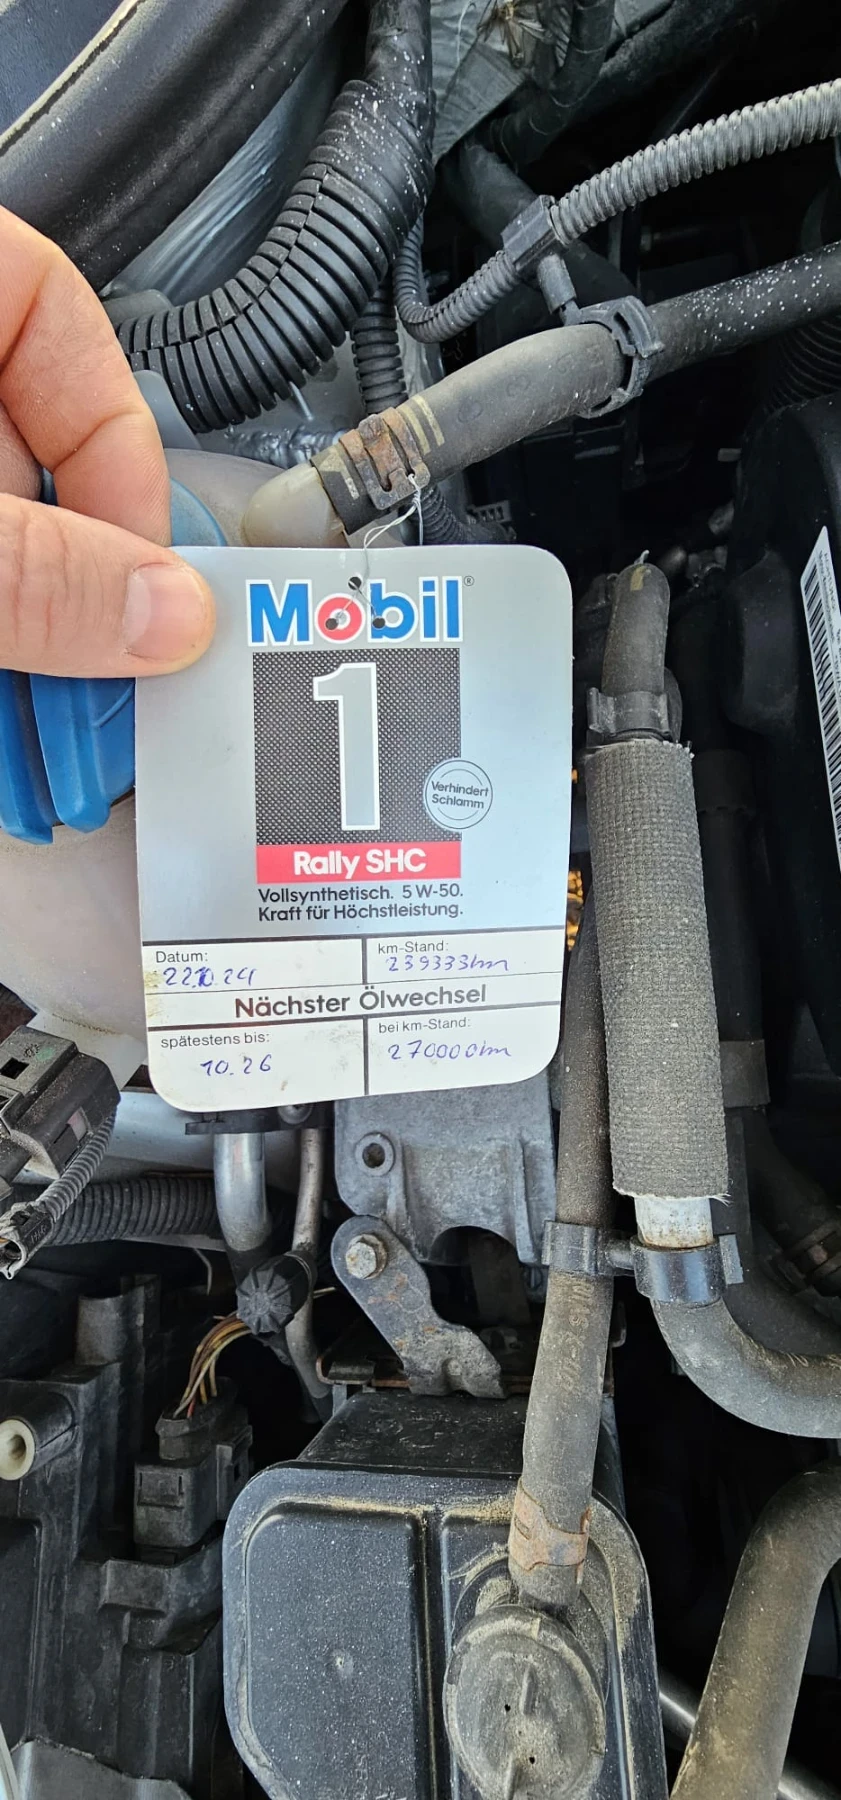 Mobil®
1
Verhindert
Schlamm
Rally SHC
Vollsynthetisch. 5W-50.
Kraft für Höchstleistung.
Datum:
22.10.24
km-Stand:
239333km
Nächster Ölwechsel
spätestens bis:
10.26
bei km-Stand:
270000km